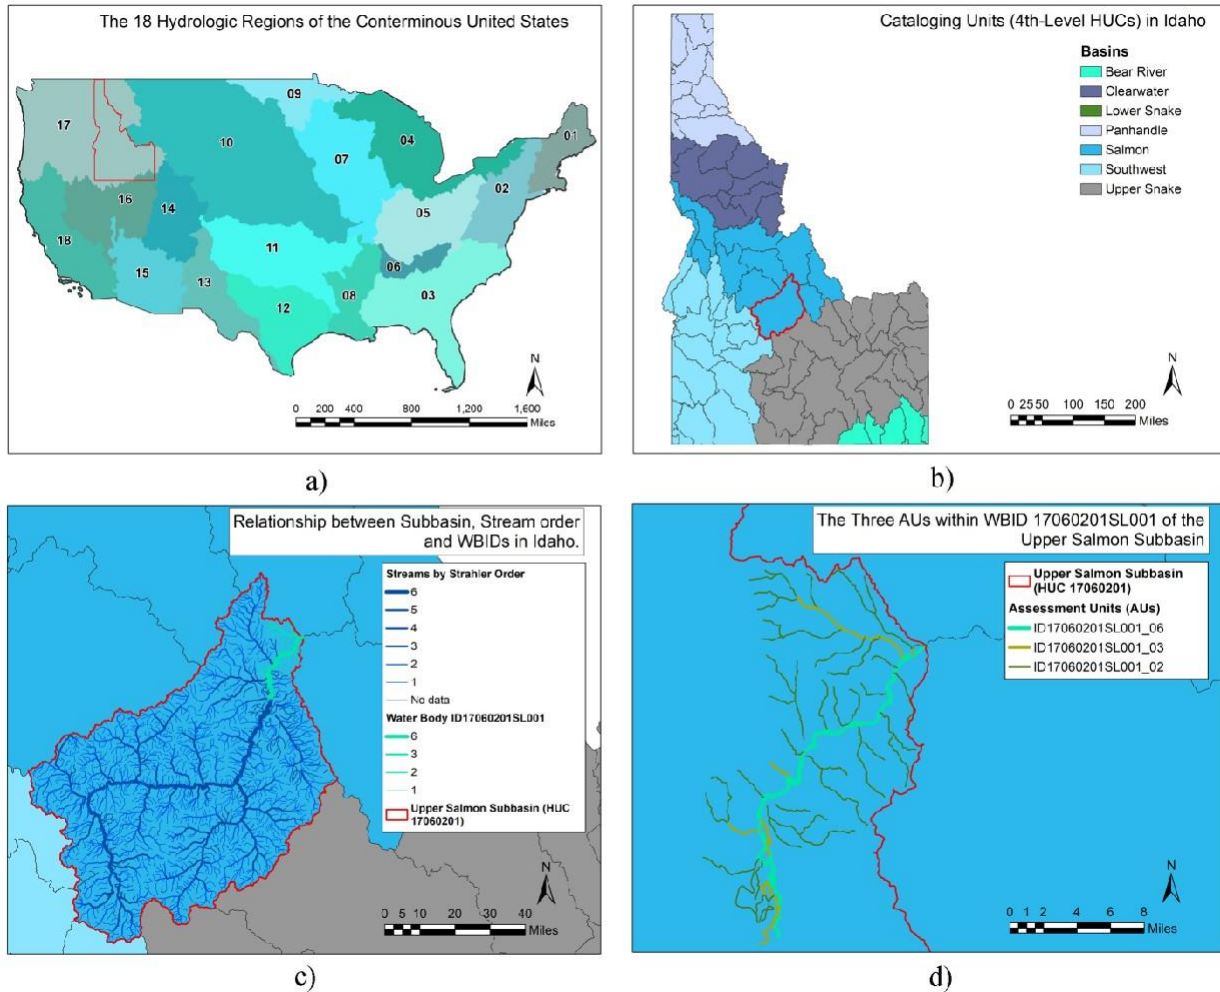 The 18 Hydrologic Regions of the Conterminous United States
09
01
17
04
10
07
02
16
14
05
18
11
06
15
13
12
08
03
N
0 200 400 800 1,200 1,600
Miles
a)
Cataloging Units (4th-Level HUCs) in Idaho
Basins
Bear River
Clearwater
Lower Snake
Panhandle
Salmon
Southwest
Upper Snake
N
0 25 50 100 150 200
Miles
b)
Relationship between Subbasin, Stream order
and WBIDs in Idaho.
Streams by Strahler Order
6
5
4
3
2
1
No data
Water Body ID17060201SL001
6
3
2
1
Upper Salmon Subbasin (HUC
17060201)
N
0 5 10 20 30 40
Miles
c)
The Three AUs within WBID 17060201SL001 of the
Upper Salmon Subbasin
Upper Salmon Subbasin
(HUC 17060201)
Assessment Units (AUs)
ID17060201SL001_06
ID17060201SL001_03
ID17060201SL001_02
N
0 1 2 4 6 8
Miles
d)